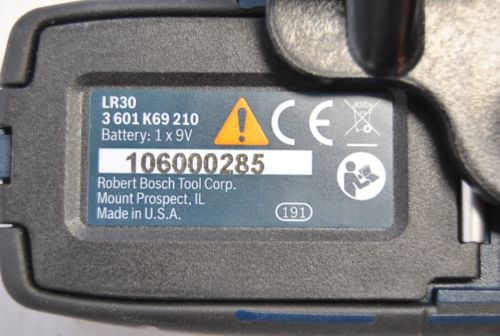 LR30
3 601 K69 210
Battery: 1 x 9V
CE
106000285
Robert Bosch Tool Corp.
Mount Prospect, IL
Made in U.S.A.
191